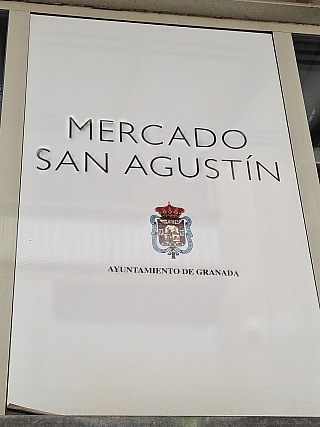 MERCADO
SAN AGUSTÍN
AYUNTAMIENTO DE GRANADA